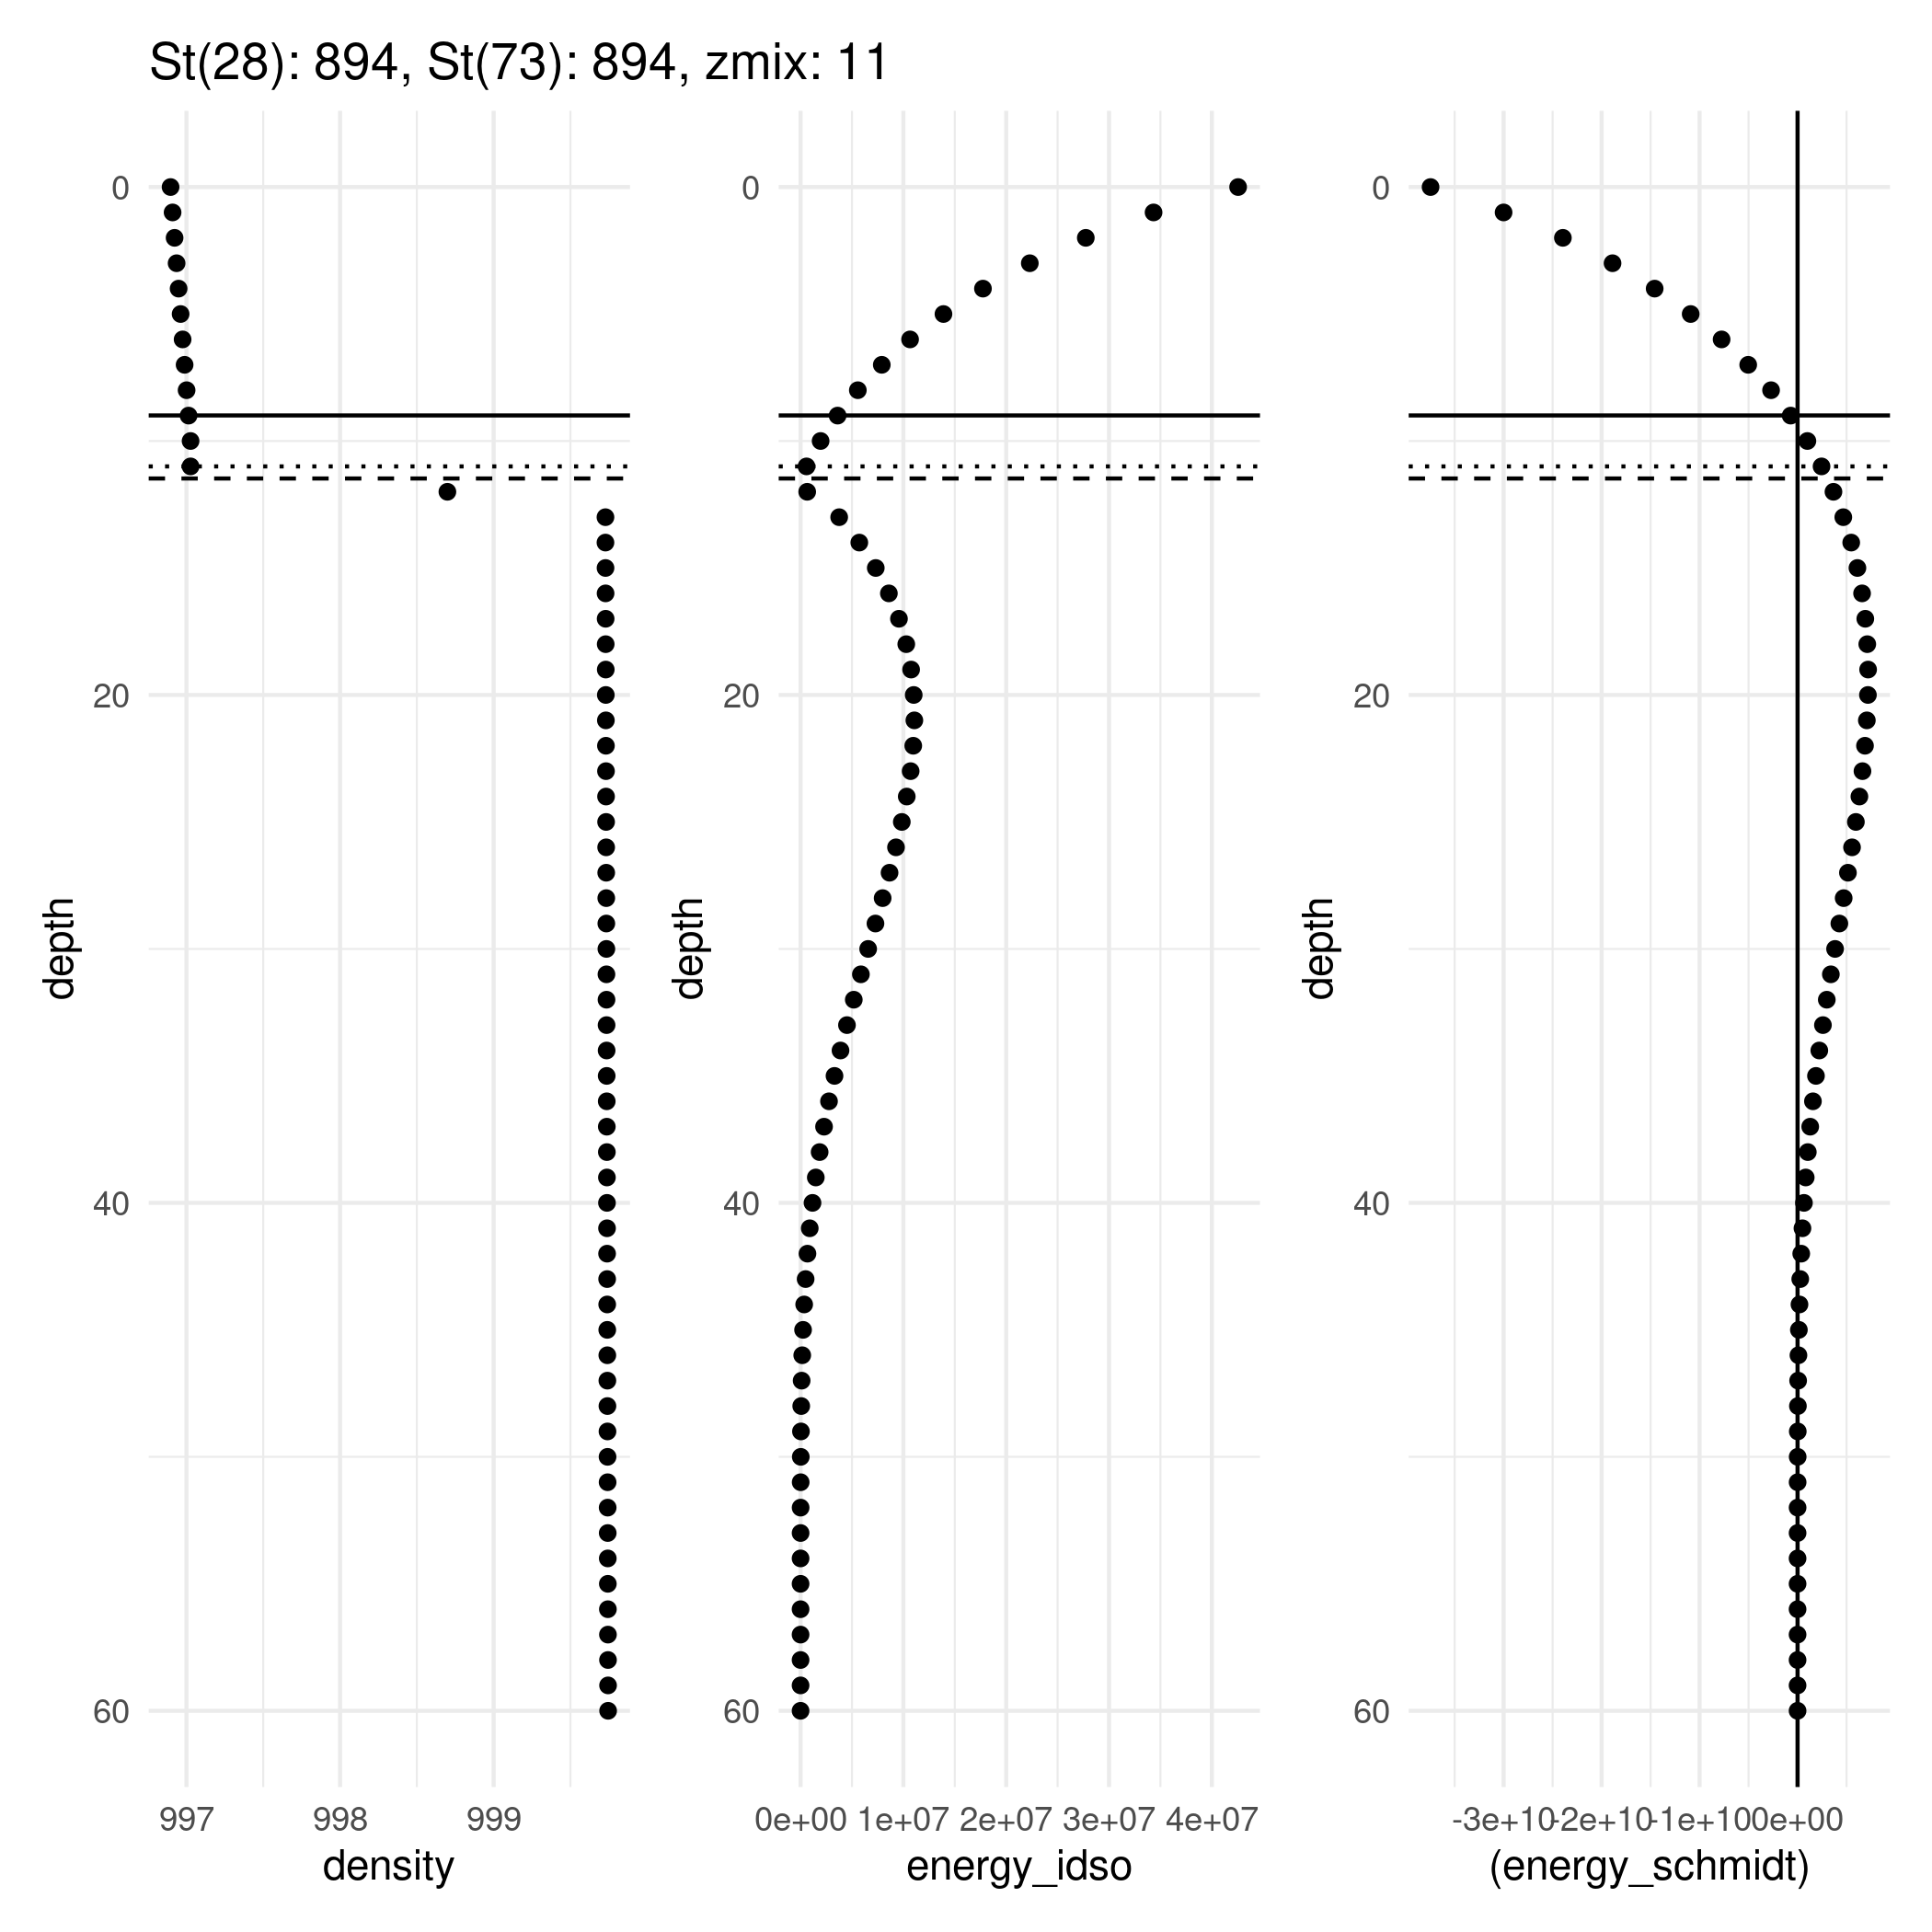 St(28): 894, St(73): 894, zmix: 11
0
20
40
60
depth
997 998 999
density
0
20
40
60
depth
0e+00 1e+07 2e+07 3e+07 4e+07
energy_idso
0
20
40
60
depth
-3e+10 -2e+10 -1e+10 0e+00
(energy_schmidt)